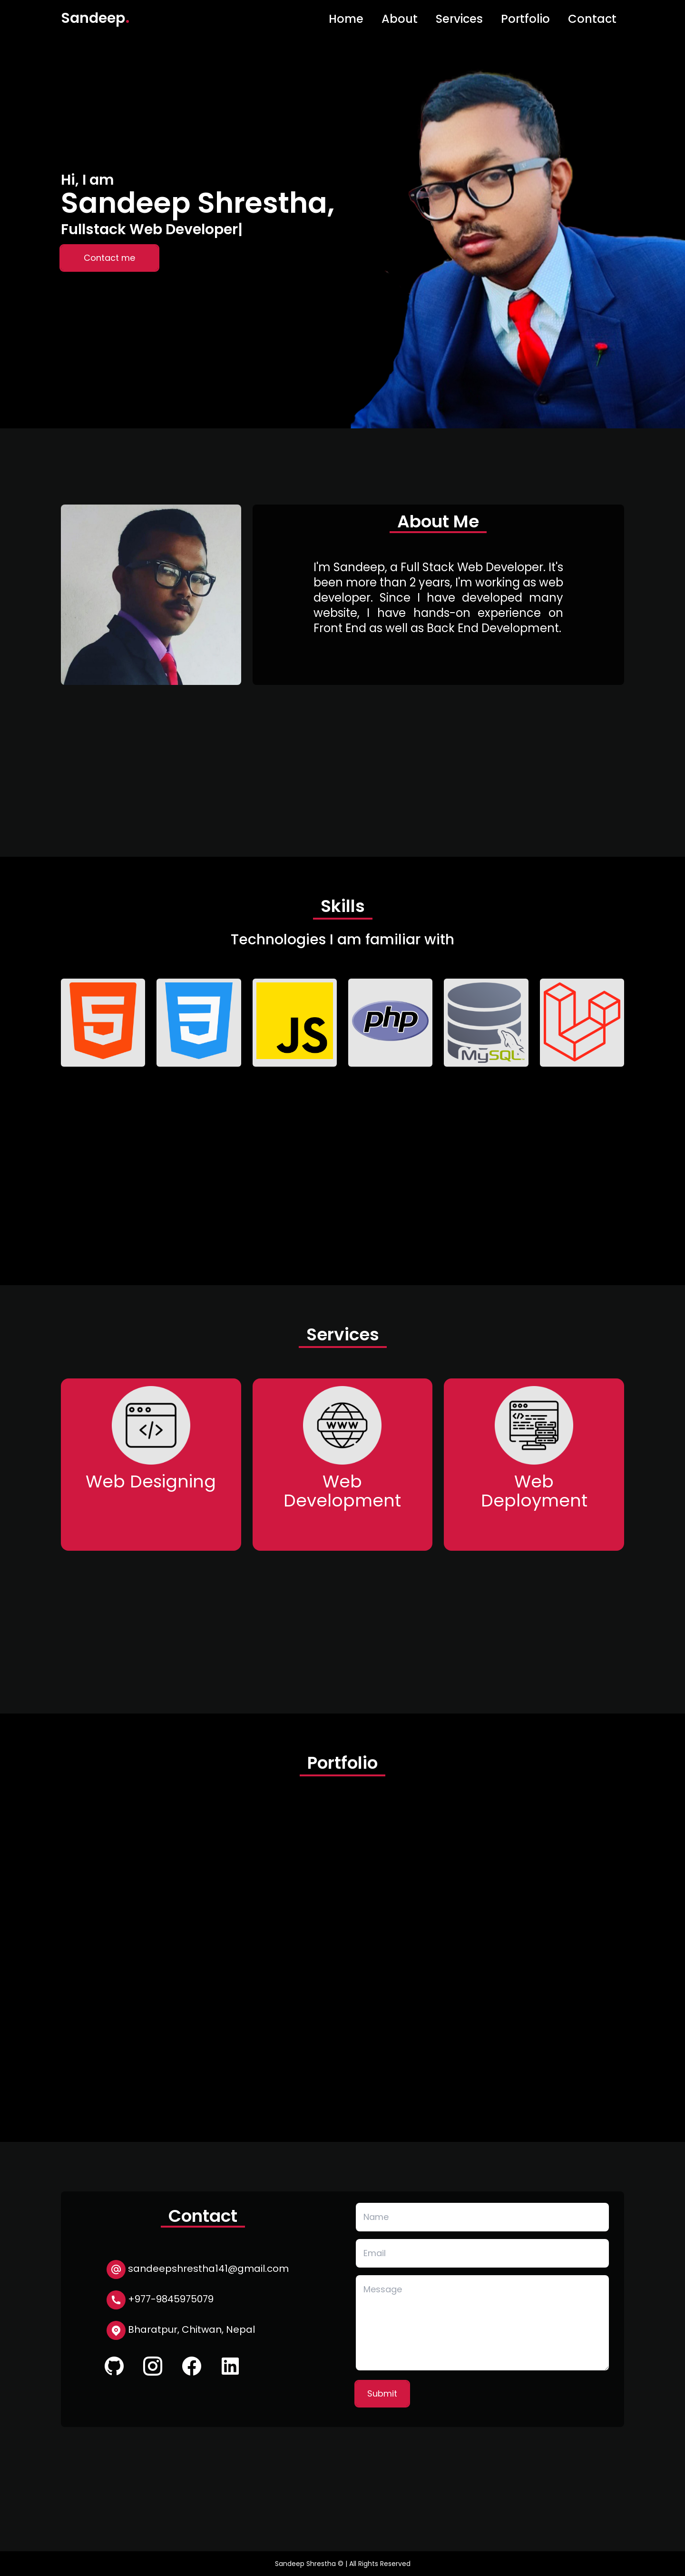 Sandeep.
Home About Services Portfolio Contact
Hi, I am
Sandeep Shrestha,
Fullstack Web Developer|
Contact me
About Me
I'm Sandeep, a Full Stack Web Developer. It's
been more than 2 years, I'm working as web
developer. Since I have developed many
website, I have hands-on experience on
Front End as well as Back End Development.
Skills
Technologies I am familiar with
JS
php
MySQL
Services
Web Designing
WWW
Web
Development
Web
Deployment
Portfolio
Contact
sandeepshrestha141@gmail.com
+977-9845975079
Bharatpur, Chitwan, Nepal
Name
Email
Message
Submit
Sandeep Shrestha © | All Rights Reserved